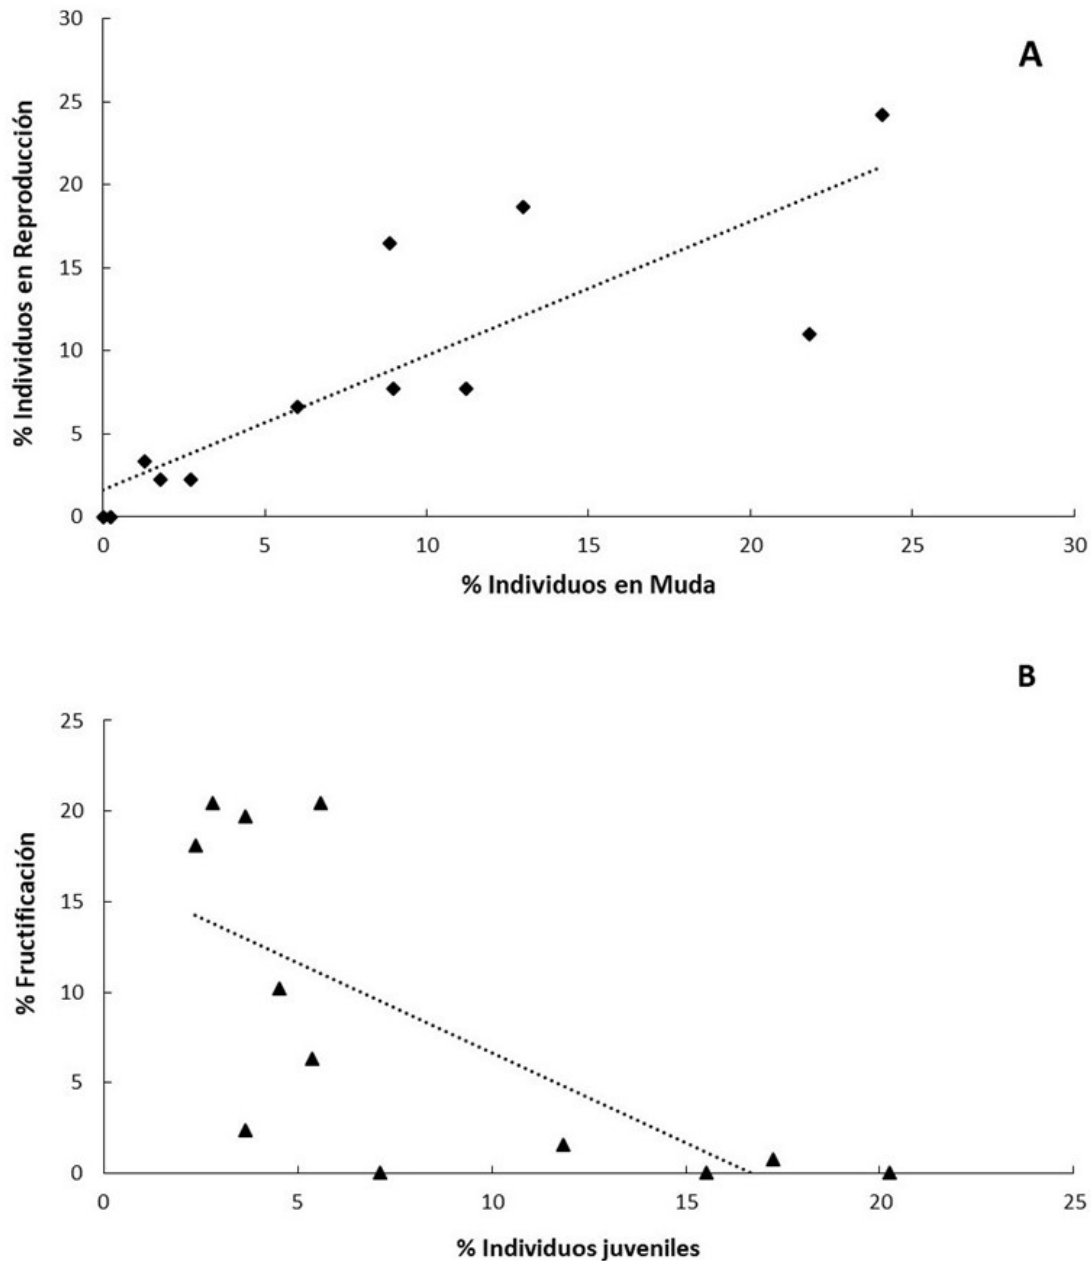 A
30
25
20
15
10
5
0
% Individuos en Reproducción
0 5 10 15 20 25 30
% Individuos en Muda
B
25
20
15
10
5
0
% Fructificación
0 5 10 15 20 25
% Individuos juveniles